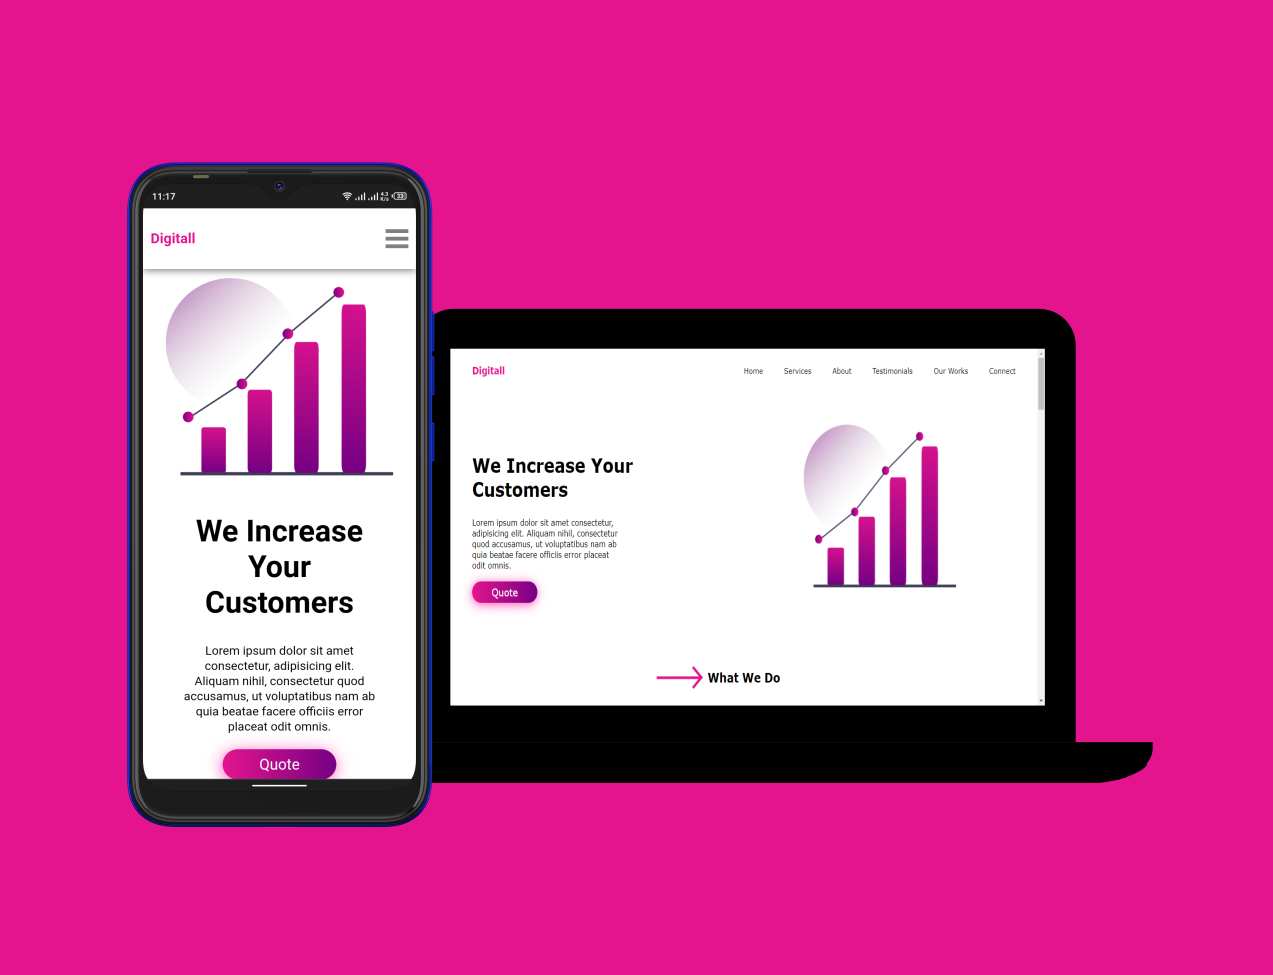 11:17
4.3
K/s
33
Digitall
We Increase
Your
Customers
Lorem ipsum dolor sit amet
consectetur, adipisicing elit.
Aliquam nihil, consectetur quod
accusamus, ut voluptatibus nam ab
quia beatae facere officiis error
placeat odit omnis.
Quote
Digitall
Home Services About Testimonials Our Works Connect
We Increase Your
Customers
Lorem ipsum dolor sit amet consectetur,
adipisicing elit. Aliquam nihil, consectetur
quod accusamus, ut voluptatibus nam ab
quia beatae facere officiis error placeat
odit omnis.
Quote
What We Do